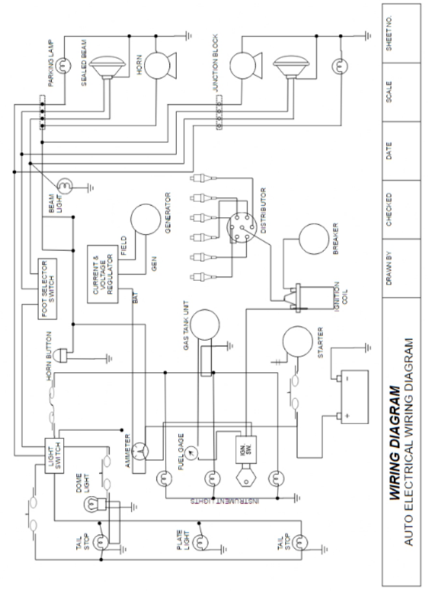 PARKING LAMP
SEALED BEAM
HORN
JUNCTION BLOCK
BEAM
LIGHT
FOOT SELECTOR
SWITCH
CURRENT &
VOLTAGE
REGULATOR
FIELD
GEN
BAT
GENERATOR
DISTRIBUTOR
BREAKER
IGNITION
COIL
HORN BUTTON
GAS TANK UNIT
STARTER
-
+
LIGHT
SWITCH
DOME
LIGHT
AMMETER
FUEL GAGE
IGN.
SW.
INSTRUMENT LIGHTS
TAIL
STOP
PLATE
LIGHT
TAIL
STOP
WIRING DIAGRAM
AUTO ELECTRICAL WIRING DIAGRAM
DRAWN BY
CHECKED
DATE
SCALE
SHEET NO.